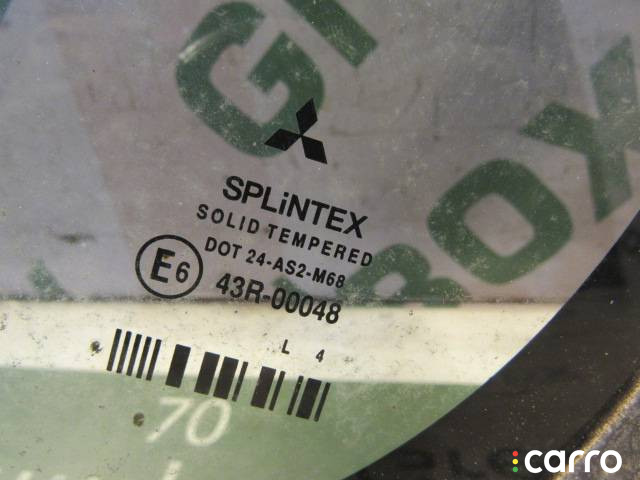 SPLiNTEX
SOLID TEMPERED
DOT 24-AS2-M68
E6
43R-00048
L 4
70
carro